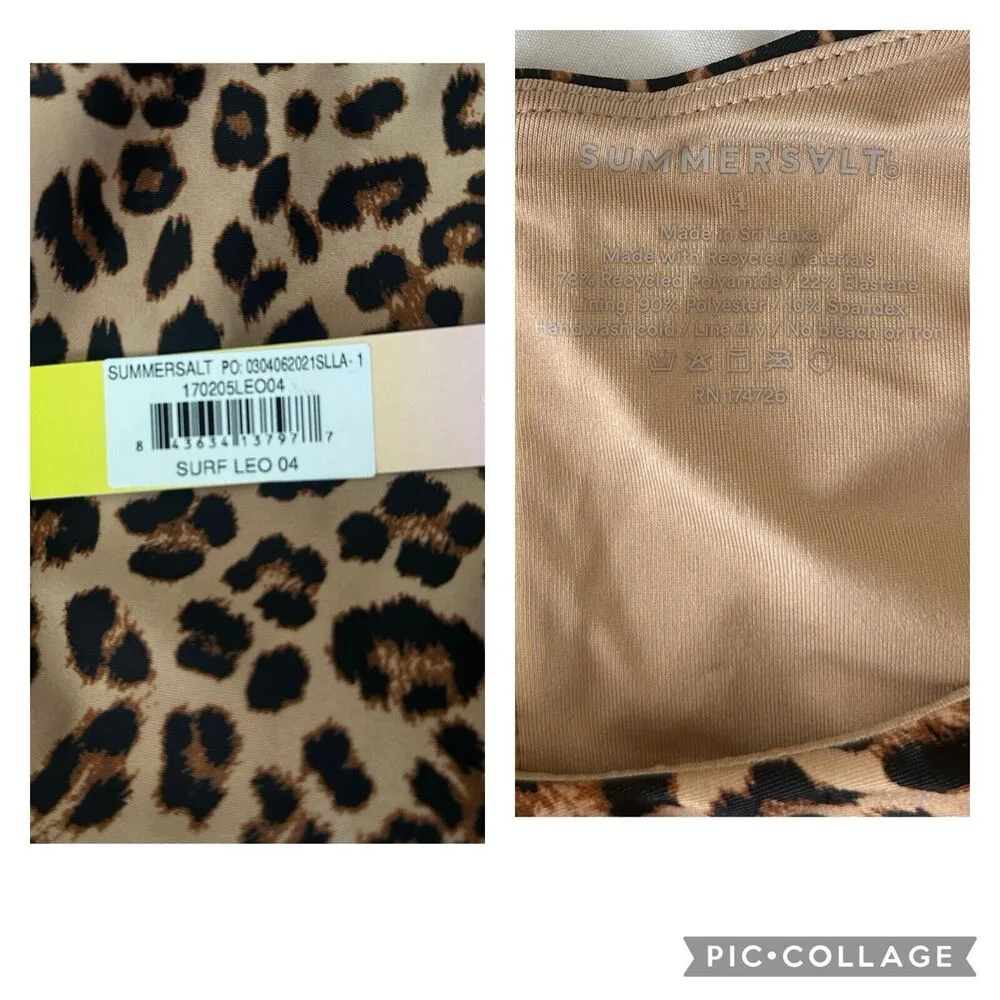 SUMMERSALT PO: 0304062021SLLA-1
170205LEO04
8 43634 13797 7
SURF LEO 04
SUMMERSALT®
4
Made in Sri Lanka
Made with Recycled Materials
78% Recycled Polyamide / 22% Elastane
Lining: 90% Polyester / 10% Spandex
Handwash cold / Line dry / No bleach or Iron
RN 174726
PIC•COLLAGE